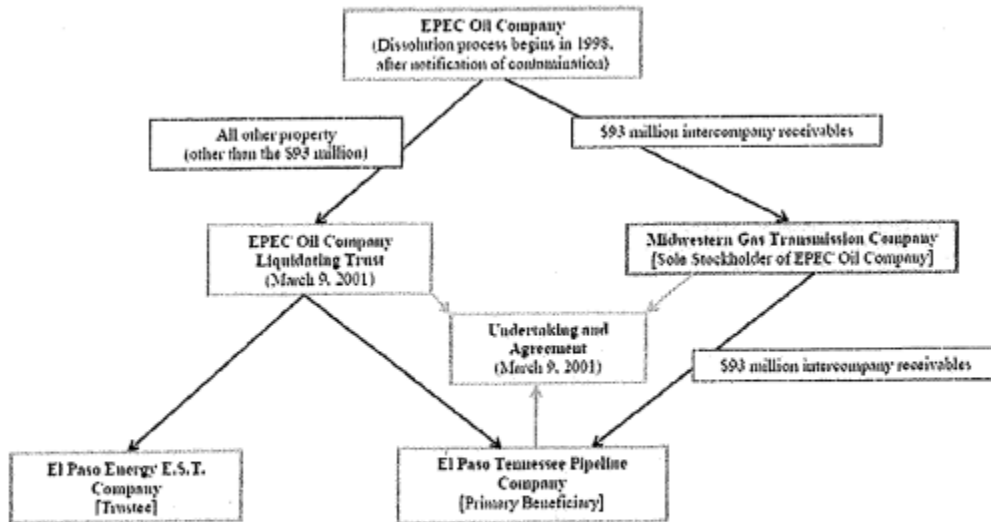 EPEC Oil Company
(Dissolution process begins in 1998,
after notification of contamination)
All other property
(other than the $93 million)
$93 million intercompany receivables
EPEC Oil Company
Liquidating Trust
(March 9, 2001)
Midwestern Gas Transmission Company
[Sole Stockholder of EPEC Oil Company]
Undertaking and
Agreement
(March 9, 2001)
$93 million intercompany receivables
El Paso Energy E.S.T.
Company
[Trustee]
El Paso Tennessee Pipeline
Company
[Primary Beneficiary]